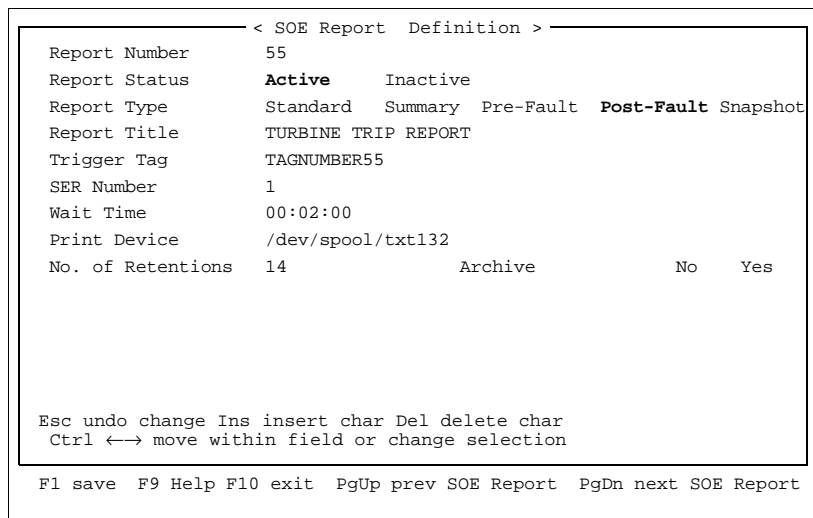 < SOE Report Definition >
Report Number 55
Report Status Active Inactive
Report Type Standard Summary Pre-Fault Post-Fault Snapshot
Report Title TURBINE TRIP REPORT
Trigger Tag TAGNUMBER55
SER Number 1
Wait Time 00:02:00
Print Device /dev/spool/txt132
No. of Retentions 14 Archive No Yes
Esc undo change Ins insert char Del delete char
Ctrl ←→ move within field or change selection
F1 save F9 Help F10 exit PgUp prev SOE Report PgDn next SOE Report